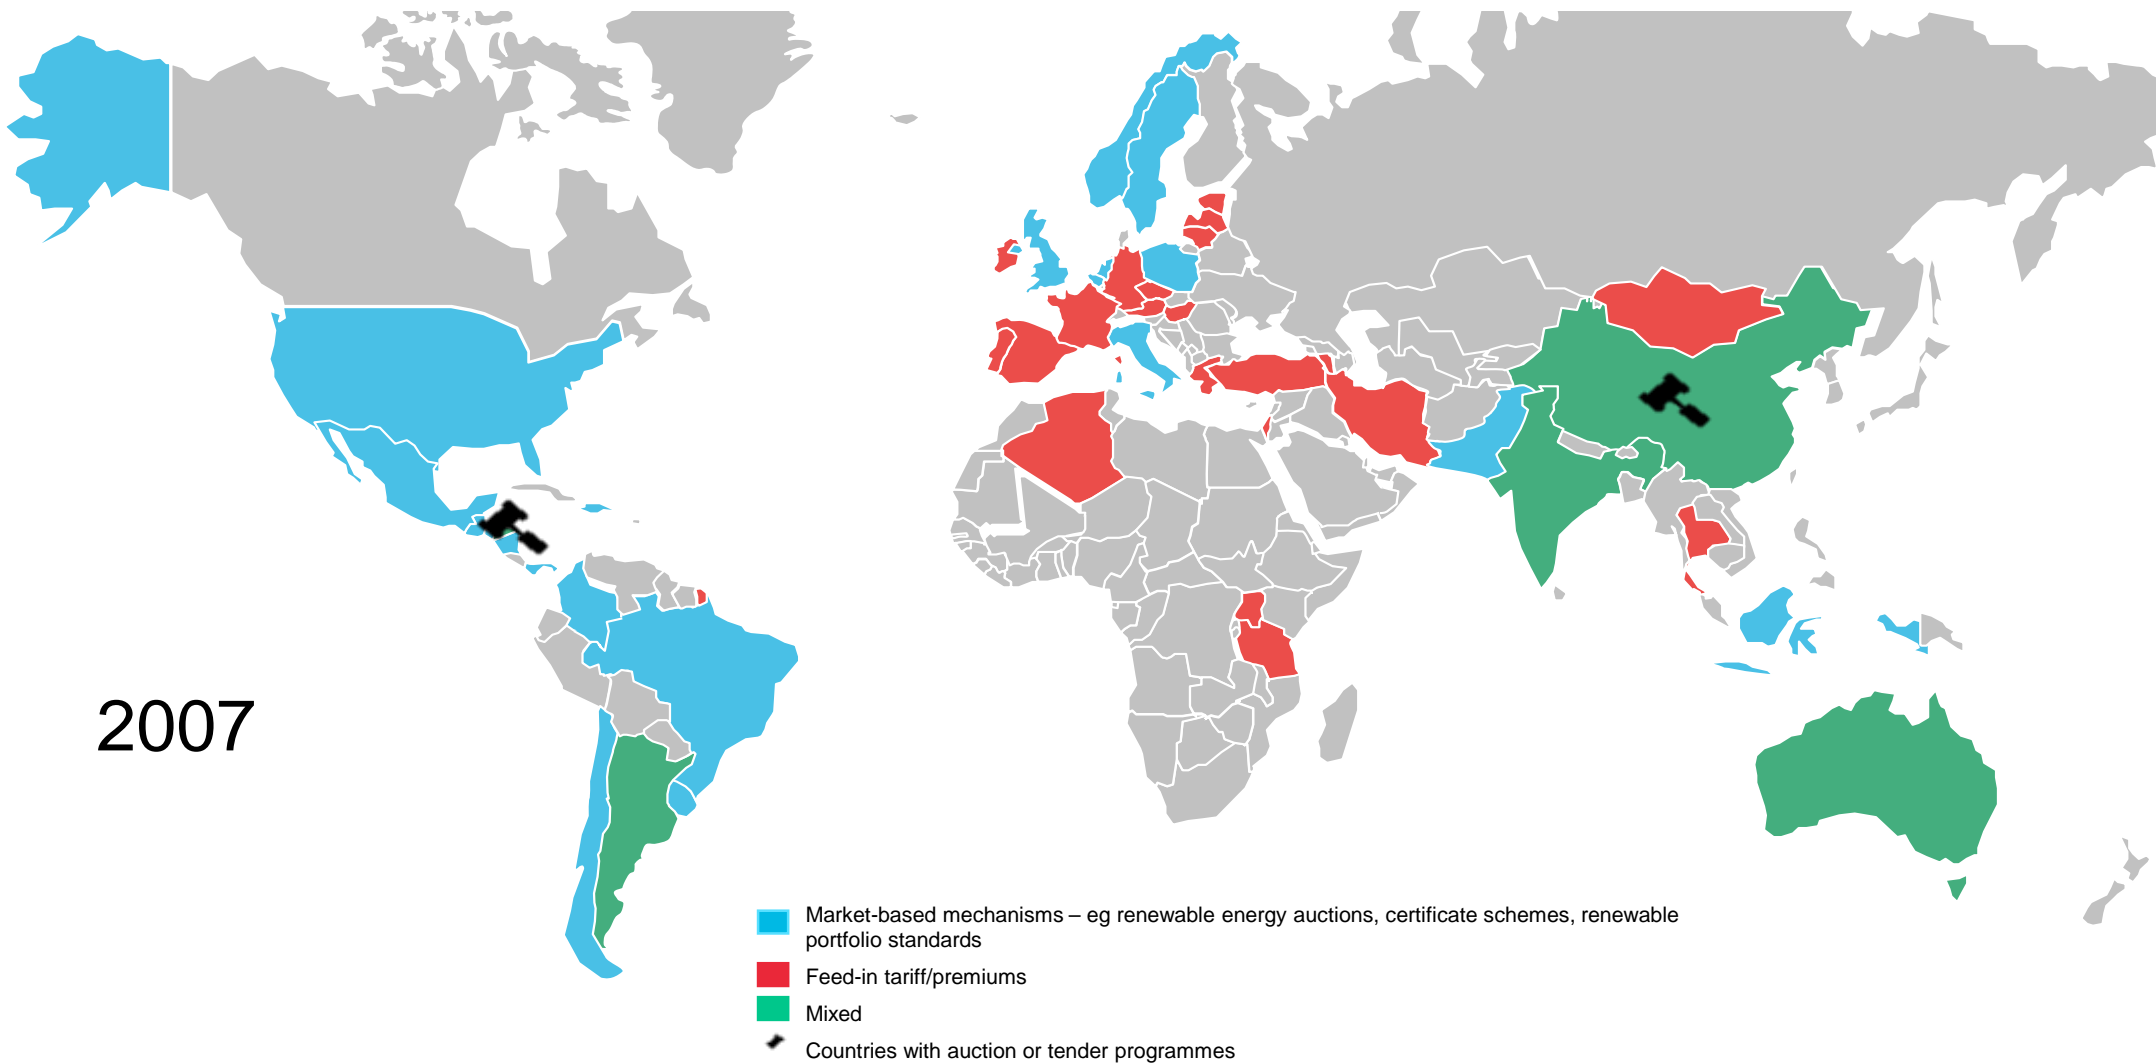 2007
Market-based mechanisms – eg renewable energy auctions, certificate schemes, renewable
portfolio standards
Feed-in tariff/premiums
Mixed
Countries with auction or tender programmes